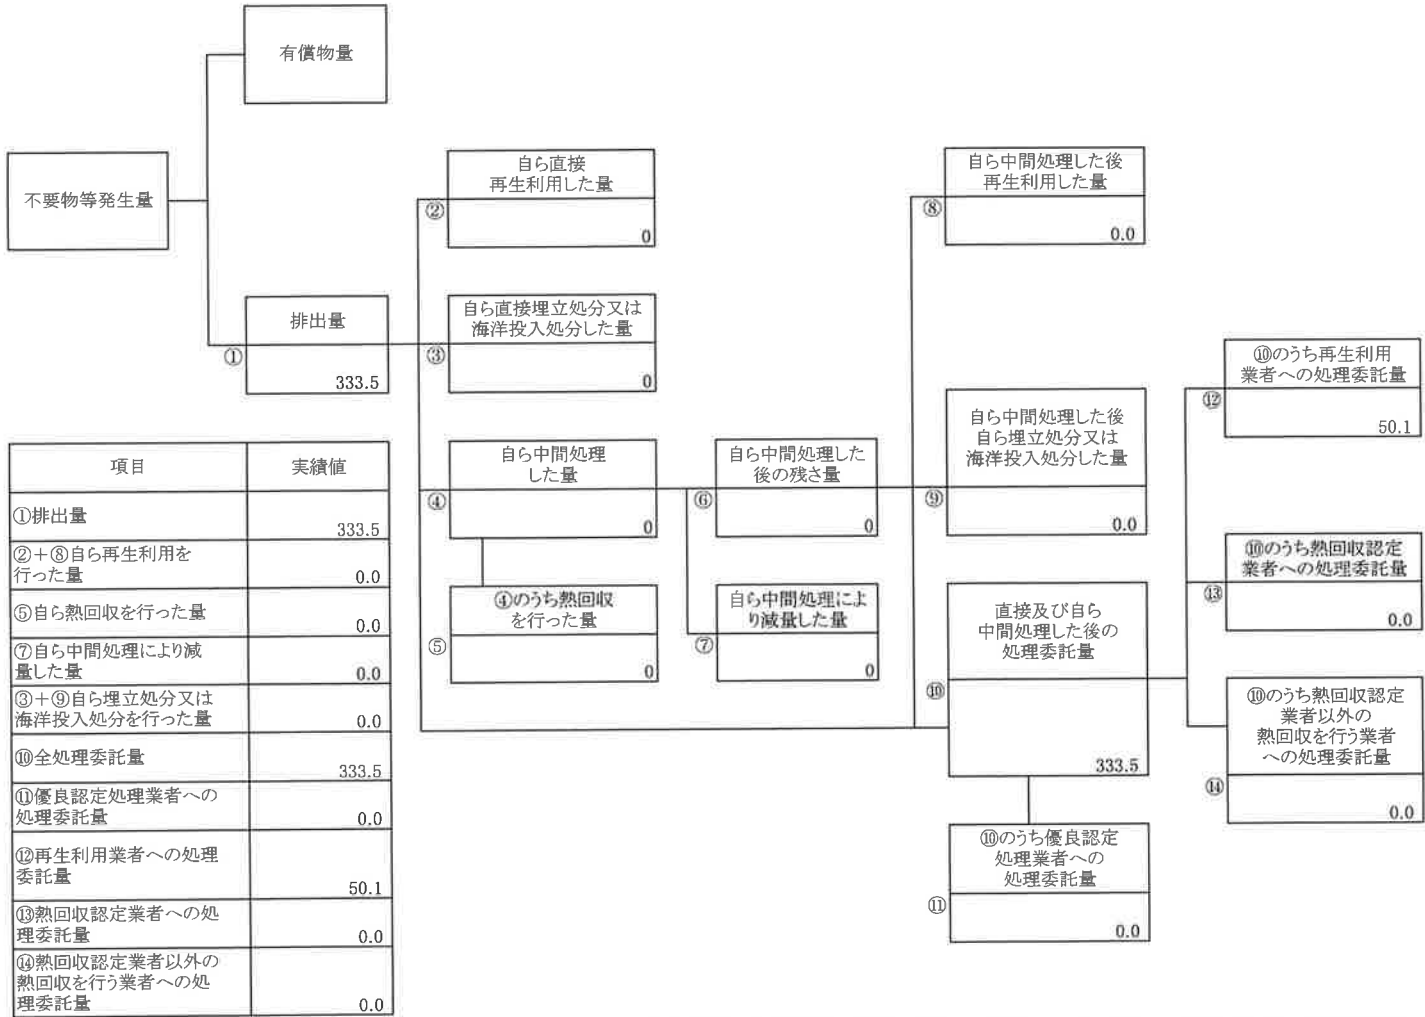 有償物量
不要物等発生量
排出量
①
333.5
自ら直接
再生利用した量
②
0
自ら直接埋立処分又は
海洋投入処分した量
③
0
自ら中間処理
した量
④
0
④のうち熱回収
を行った量
⑤
0
自ら中間処理した
後の残さ量
⑥
0
自ら中間処理によ
り減量した量
⑦
0
自ら中間処理した後
再生利用した量
⑧
0.0
自ら中間処理した後
自ら埋立処分又は
海洋投入処分した量
⑨
0.0
直接及び自ら
中間処理した後の
処理委託量
⑩
333.5
⑩のうち優良認定
処理業者への
処理委託量
⑪
0.0
⑩のうち再生利用
業者への処理委託量
⑫
50.1
⑩のうち熱回収認定
業者への処理委託量
⑬
0.0
⑩のうち熱回収認定
業者以外の
熱回収を行う業者
への処理委託量
⑭
0.0
項目 実績値
①排出量
333.5
②+⑧自ら再生利用を
行った量 0.0
⑤自ら熱回収を行った量
0.0
⑦自ら中間処理により減
量した量 0.0
③+⑨自ら埋立処分又は
海洋投入処分を行った量 0.0
⑩全処理委託量
333.5
⑪優良認定処理業者への
処理委託量 0.0
⑫再生利用業者への処理
委託量
50.1
⑬熱回収認定業者への処
理委託量 0.0
⑭熱回収認定業者以外の
熱回収を行う業者への処
理委託量 0.0